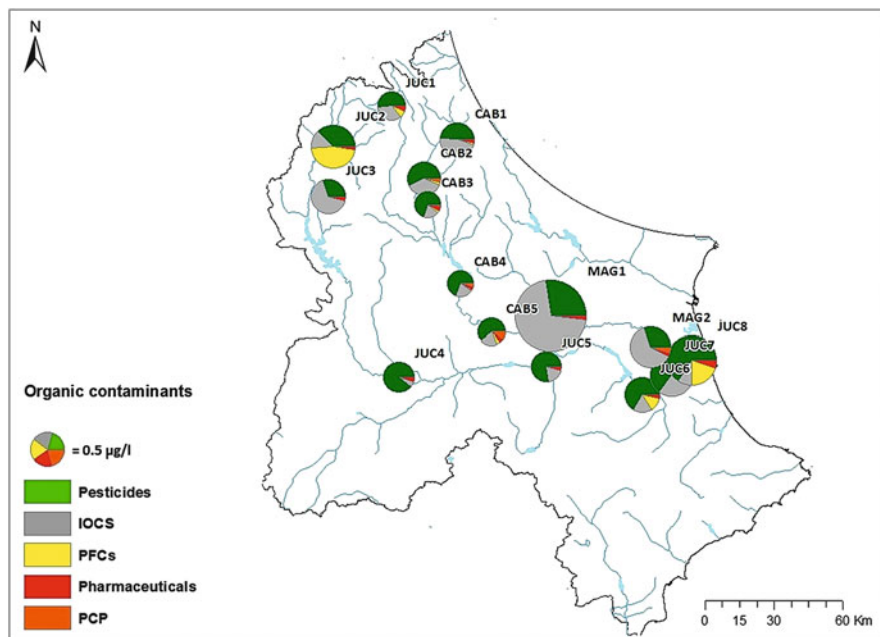 N
JUC1
CAB1
JUC2
CAB2
JUC3
CAB3
CAB4
MAG1
CAB5
MAG2
JUC8
JUC7
JUC5
JUC6
JUC4
Organic contaminants
= 0.5 µg/l
Pesticides
IOCS
PFCs
Pharmaceuticals
PCP
0 15 30 60 Km